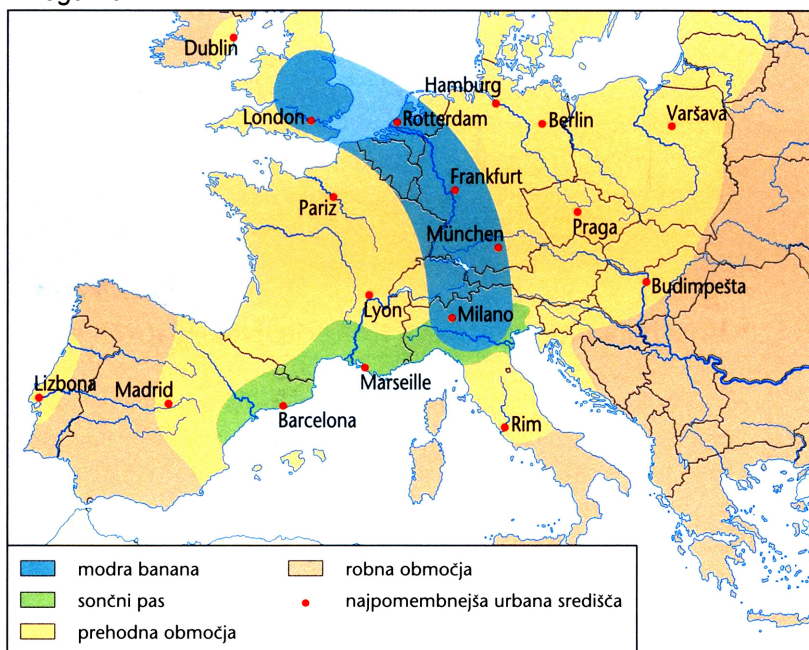 Dublin
Hamburg
London
Rotterdam
Berlin
Varšava
Frankfurt
Pariz
Praga
München
Budimpešta
Lyon
Milano
Lizbona
Madrid
Marseille
Barcelona
Rim
modra banana
sončni pas
prehodna območja
robna območja
najpomembnejša urbana središča